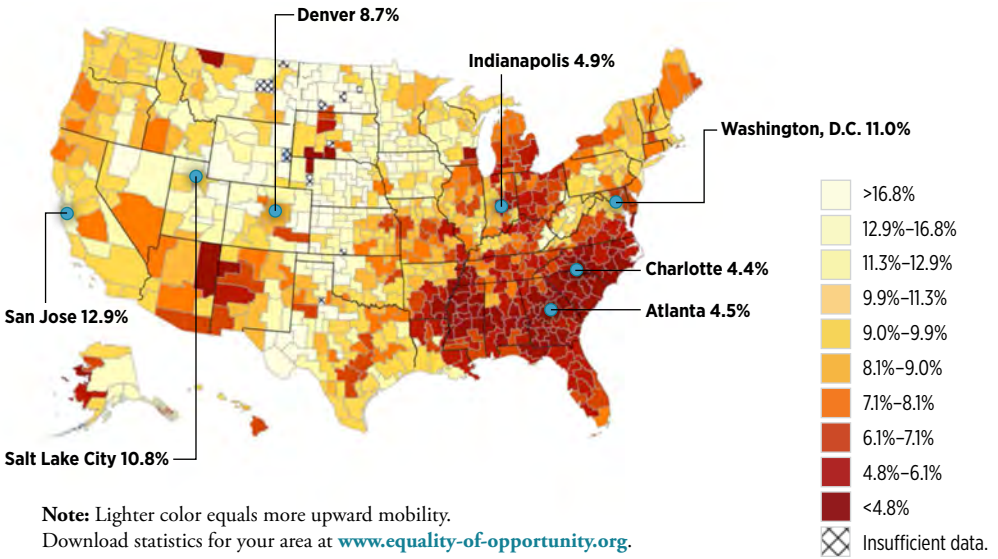 Denver 8.7%
Indianapolis 4.9%
Washington, D.C. 11.0%
>16.8%
12.9%–16.8%
11.3%–12.9%
9.9%–11.3%
9.0%–9.9%
8.1%–9.0%
7.1%–8.1%
6.1%–7.1%
4.8%–6.1%
<4.8%
Insufficient data.
Charlotte 4.4%
Atlanta 4.5%
San Jose 12.9%
Salt Lake City 10.8%
Note: Lighter color equals more upward mobility.
Download statistics for your area at www.equality-of-opportunity.org.